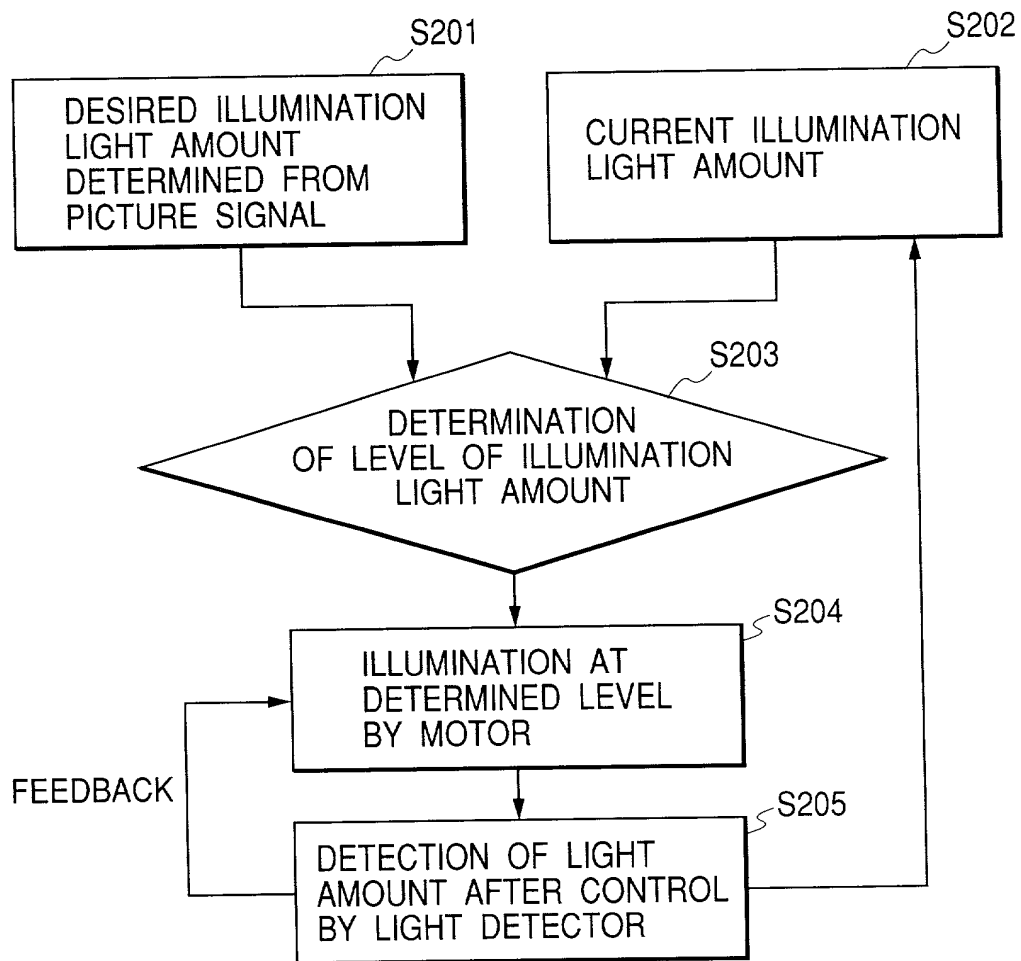 S201
DESIRED ILLUMINATION
LIGHT AMOUNT
DETERMINED FROM
PICTURE SIGNAL
S202
CURRENT ILLUMINATION
LIGHT AMOUNT
S203
DETERMINATION
OF LEVEL OF ILLUMINATION
LIGHT AMOUNT
S204
ILLUMINATION AT
DETERMINED LEVEL
BY MOTOR
FEEDBACK
S205
DETECTION OF LIGHT
AMOUNT AFTER CONTROL
BY LIGHT DETECTOR